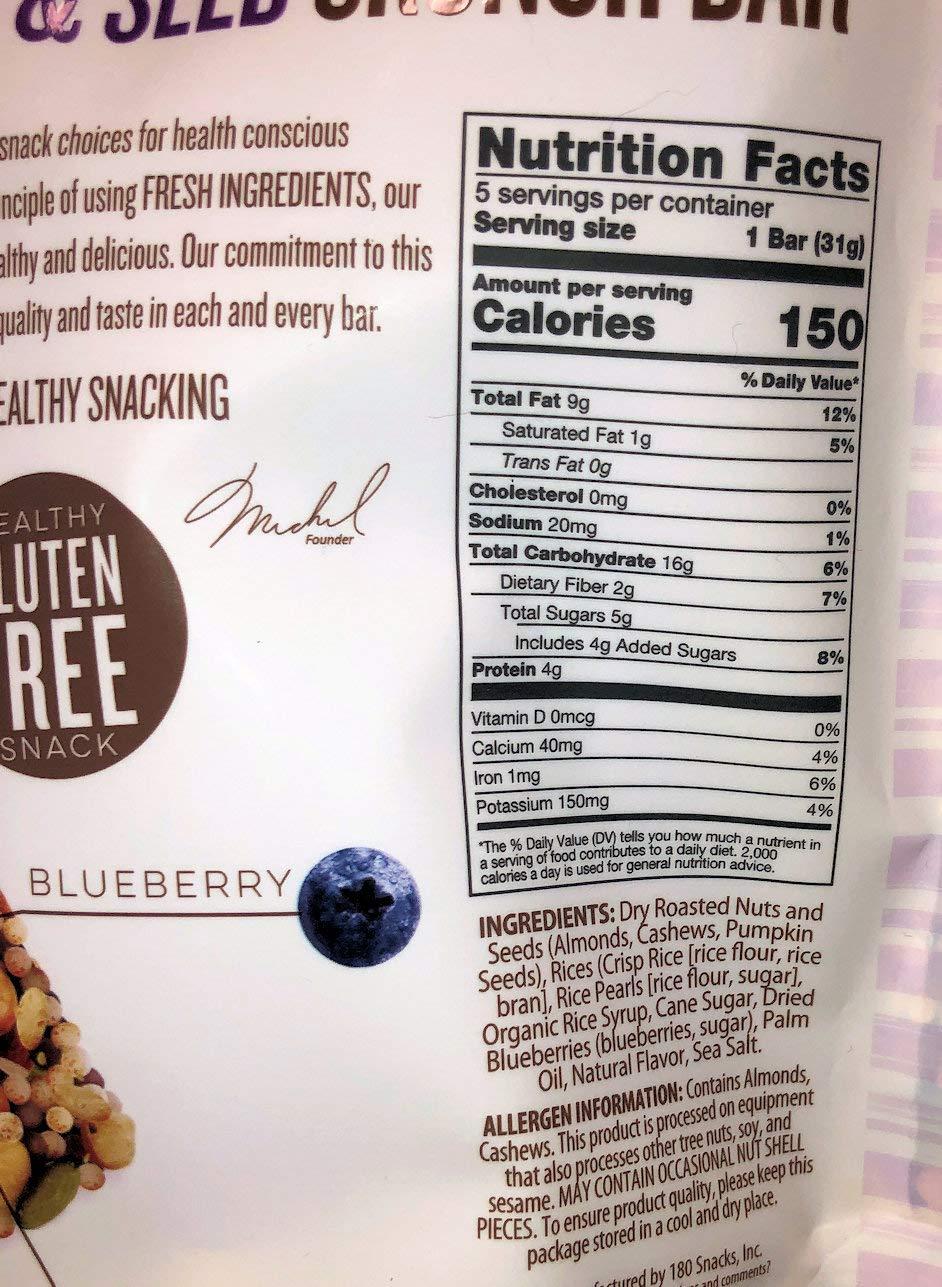 & SEED CRUNCH BAR
snack choices for health conscious
of using FRESH INGREDIENTS, our
and delicious. Our commitment to this
quality and taste in each and every bar.
SNACKING
Founder
REE
SNACK
BLUEBERRY
Nutrition Facts
5 servings per container
Serving size 1 Bar (31g)
Amount per serving
Calories 150
% Daily Value*
Total Fat 9g 12%
Saturated Fat 1g 5%
Trans Fat 0g
Cholesterol 0mg 0%
Sodium 20mg 1%
Total Carbohydrate 16g 6%
Dietary Fiber 2g 7%
Total Sugars 5g
Includes 4g Added Sugars 8%
Protein 4g
Vitamin D 0mcg 0%
Calcium 40mg 4%
Iron 1mg 6%
Potassium 150mg 4%
*The % Daily Value (DV) tells you how much a nutrient in
a serving of food contributes to a daily diet. 2,000
calories a day is used for general nutrition advice.
INGREDIENTS: Dry Roasted Nuts and
Seeds (Almonds, Cashews, Pumpkin
Seeds), Rices (Crisp Rice [rice flour, rice
bran], Rice Pearls [rice flour, sugar],
Organic Rice Syrup, Cane Sugar, Dried
Blueberries (blueberries, sugar), Palm
Oil, Natural Flavor, Sea Salt.
ALLERGEN INFORMATION: Contains Almonds,
Cashews. This product is processed on equipment
that also processes other tree nuts, soy, and
sesame. MAY CONTAIN OCCASIONAL NUT SHELL
PIECES. To ensure product quality, please keep this
package stored in a cool and dry place.
by 180 Snacks, Inc.
and comments?